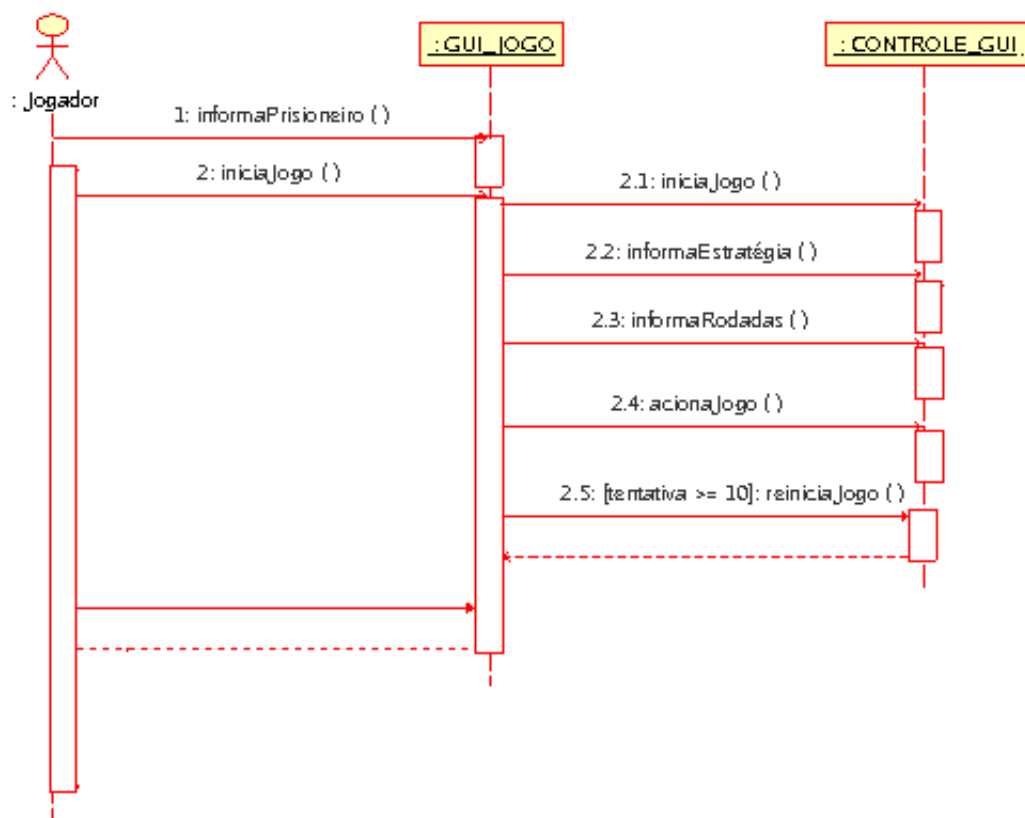 : GUI_JOGO
: CONTROLE_GUI
: Jogador
1: informaPrisioneiro ( )
2: iniciaJogo ( )
2.1: iniciaJogo ( )
2.2: informaEstratégia ( )
2.3: informaRodadas ( )
2.4: acionaJogo ( )
2.5: [tentativa >= 10]: reiniciaJogo ( )